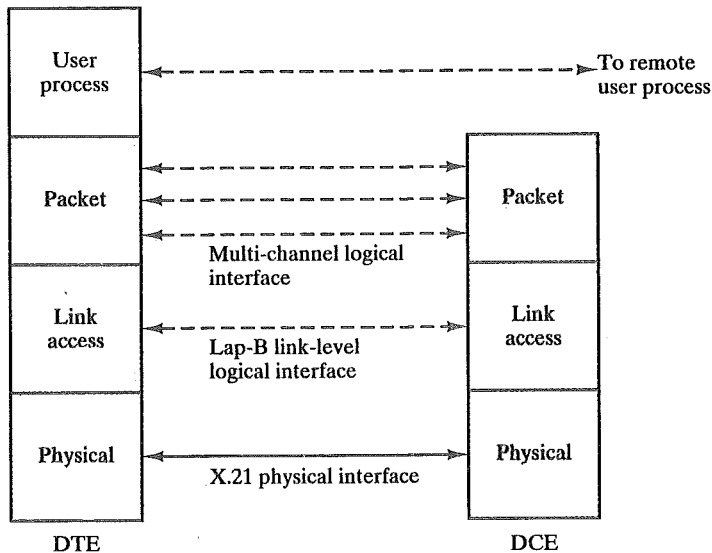 User
process
To remote
user process
Packet
Packet
Multi-channel logical
interface
Link
access
Link
access
Lap-B link-level
logical interface
Physical
Physical
X.21 physical interface
DTE
DCE